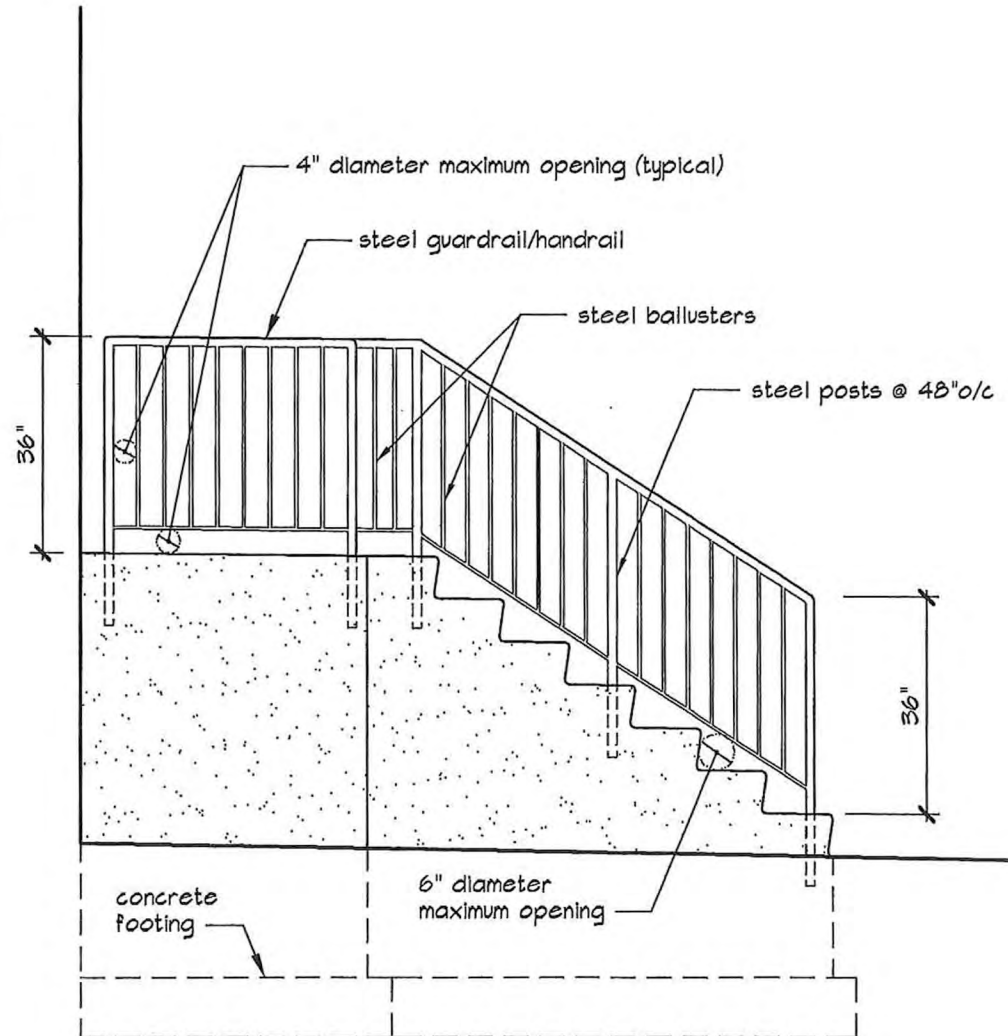 4" diameter maximum opening (typical)
steel guardrail/handrail
steel ballusters
steel posts @ 48"o/c
36"
36"
6" diameter
maximum opening
concrete
footing